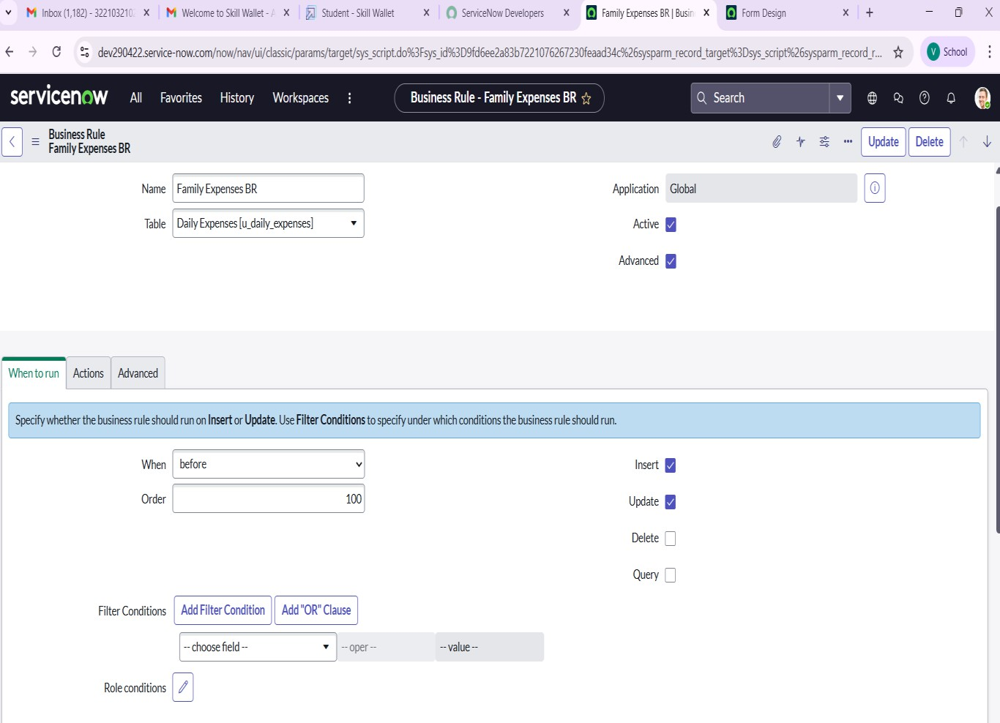 Inbox (1,182) - 322103210
Welcome to Skill Wallet - A
Student - Skill Wallet
ServiceNow Developers
Family Expenses BR | Busin
Form Design
dev290422.service-now.com/now/nav/ui/classic/params/target/sys_script.do%3Fsys_id%3D9fd6ee2a83b7221076267230feaad34c%26sysparm_record_target%3Dsys_script%26sysparm_record_r...
V School
servicenow
All Favorites History Workspaces
Business Rule - Family Expenses BR
Search
Business Rule
Family Expenses BR
Update Delete
Name Family Expenses BR
Application Global
Table Daily Expenses [u_daily_expenses]
Active
Advanced
When to run Actions Advanced
Specify whether the business rule should run on Insert or Update. Use Filter Conditions to specify under which conditions the business rule should run.
When before
Insert
Order 100
Update
Delete
Query
Filter Conditions Add Filter Condition Add "OR" Clause
-- choose field -- -- oper -- -- value --
Role conditions